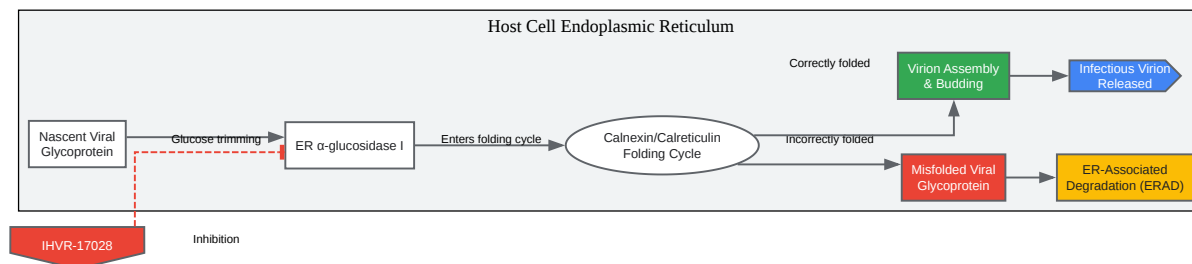 Host Cell Endoplasmic Reticulum
Correctly folded
Virion Assembly
& Budding
Infectious Virion
Released
Nascent Viral
Glycoprotein
Glucose trimming
ER α-glucosidase I
Enters folding cycle
Calnexin/Calreticulin
Folding Cycle
Incorrectly folded
Misfolded Viral
Glycoprotein
ER-Associated
Degradation (ERAD)
IHVR-17028
Inhibition